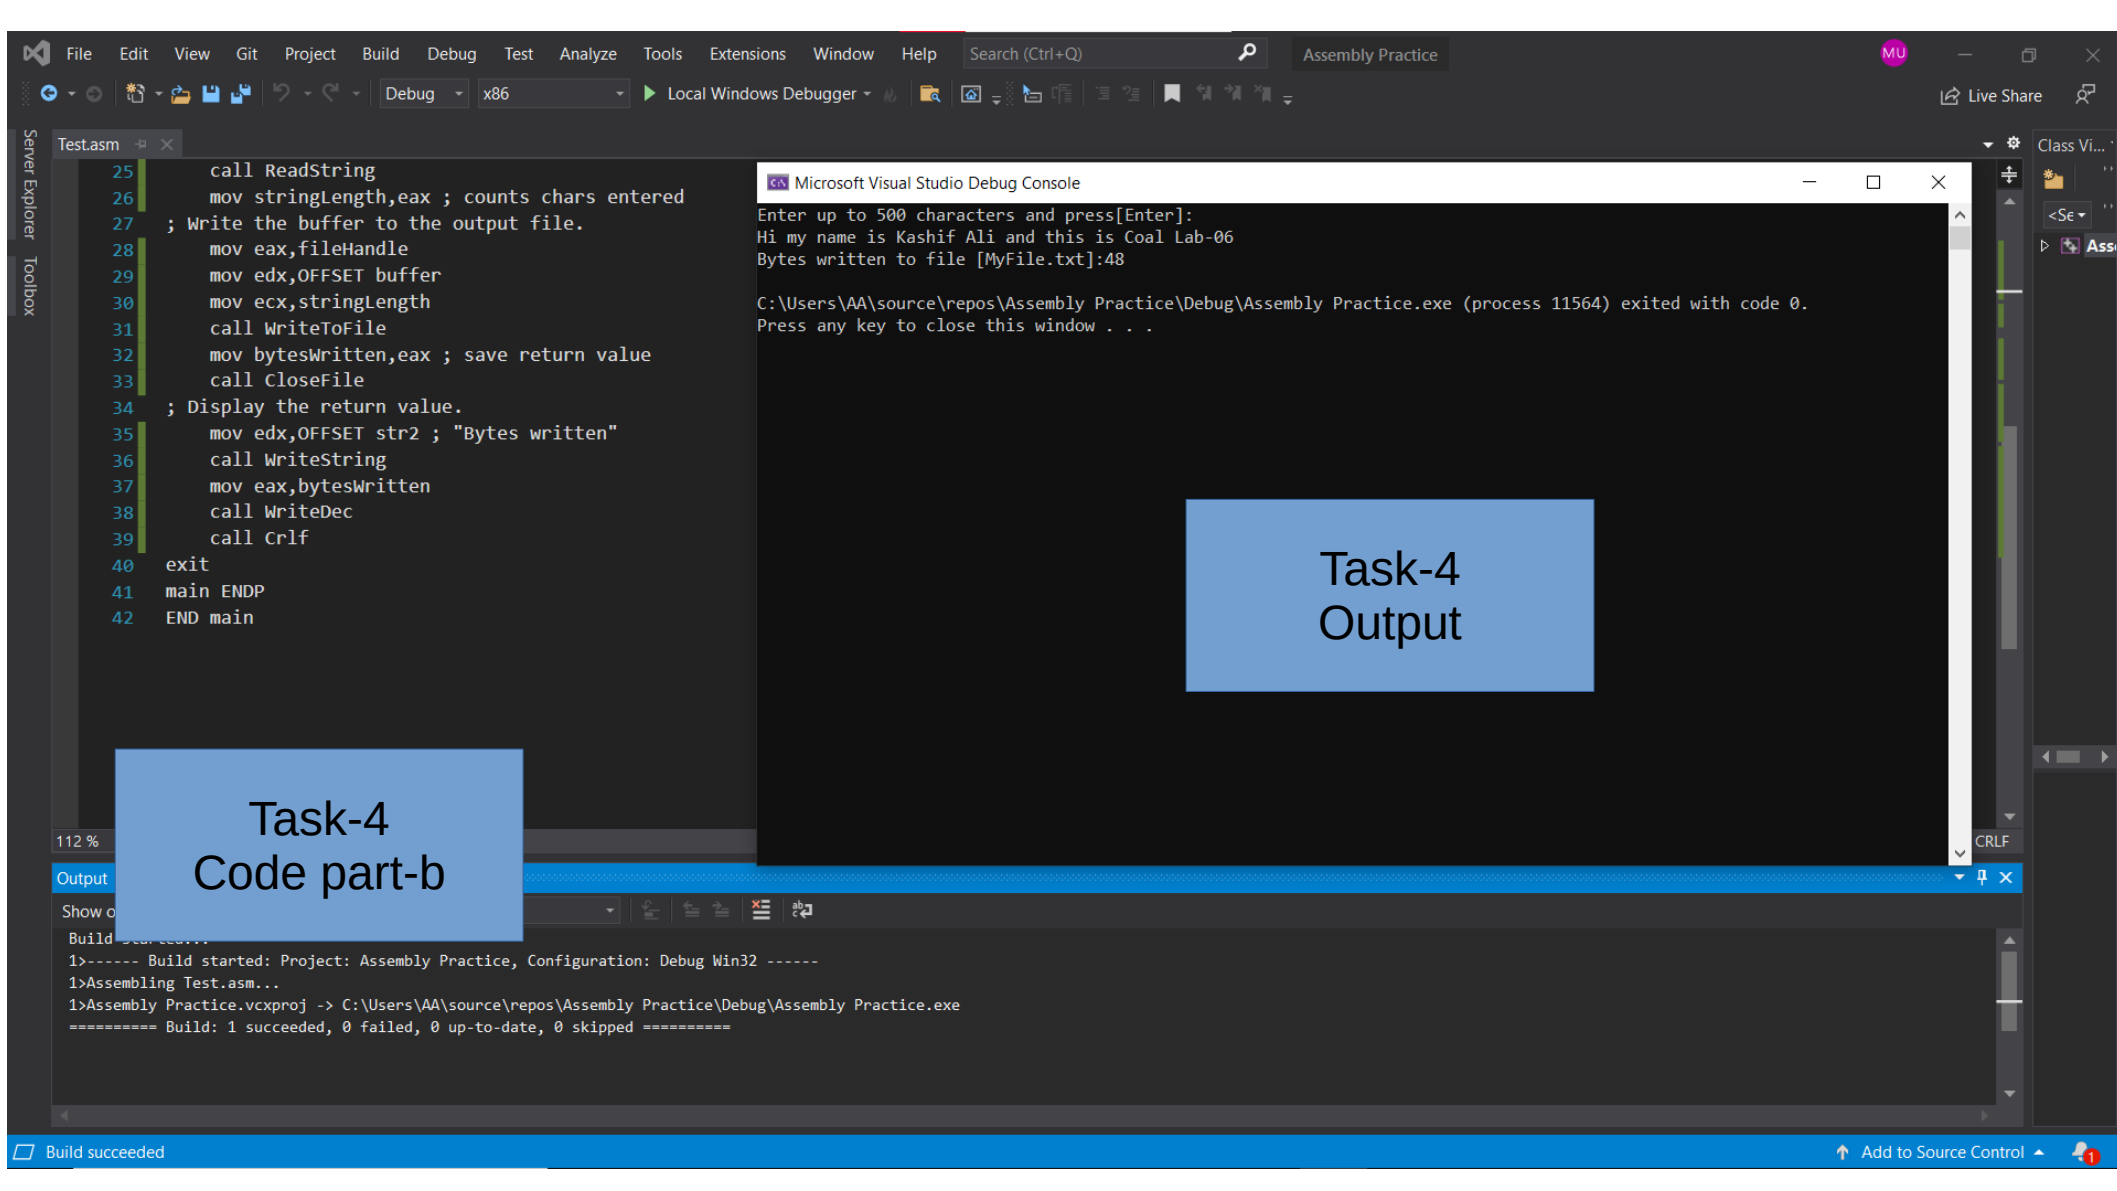 File Edit View Git Project Build Debug Test Analyze Tools Extensions Window Help Search (Ctrl+Q) Assembly Practice MU
Debug x86 Local Windows Debugger Live Share
Server Explorer
Toolbox
Test.asm
25 call ReadString
26 mov stringLength,eax ; counts chars entered
27 ; Write the buffer to the output file.
28 mov eax,fileHandle
29 mov edx,OFFSET buffer
30 mov ecx,stringLength
31 call WriteToFile
32 mov bytesWritten,eax ; save return value
33 call CloseFile
34 ; Display the return value.
35 mov edx,OFFSET str2 ; "Bytes written"
36 call WriteString
37 mov eax,bytesWritten
38 call WriteDec
39 call Crlf
40 exit
41 main ENDP
42 END main
Microsoft Visual Studio Debug Console
Enter up to 500 characters and press[Enter]:
Hi my name is Kashif Ali and this is Coal Lab-06
Bytes written to file [MyFile.txt]:48
C:\Users\AA\source\repos\Assembly Practice\Debug\Assembly Practice.exe (process 11564) exited with code 0.
Press any key to close this window . . .
Task-4
Output
Class Vi...
<Se
Ass
Task-4
Code part-b
112 %
CRLF
Output
Show o
Build started...
1>------ Build started: Project: Assembly Practice, Configuration: Debug Win32 ------
1>Assembling Test.asm...
1>Assembly Practice.vcxproj -> C:\Users\AA\source\repos\Assembly Practice\Debug\Assembly Practice.exe
========== Build: 1 succeeded, 0 failed, 0 up-to-date, 0 skipped ==========
Build succeeded
Add to Source Control 1